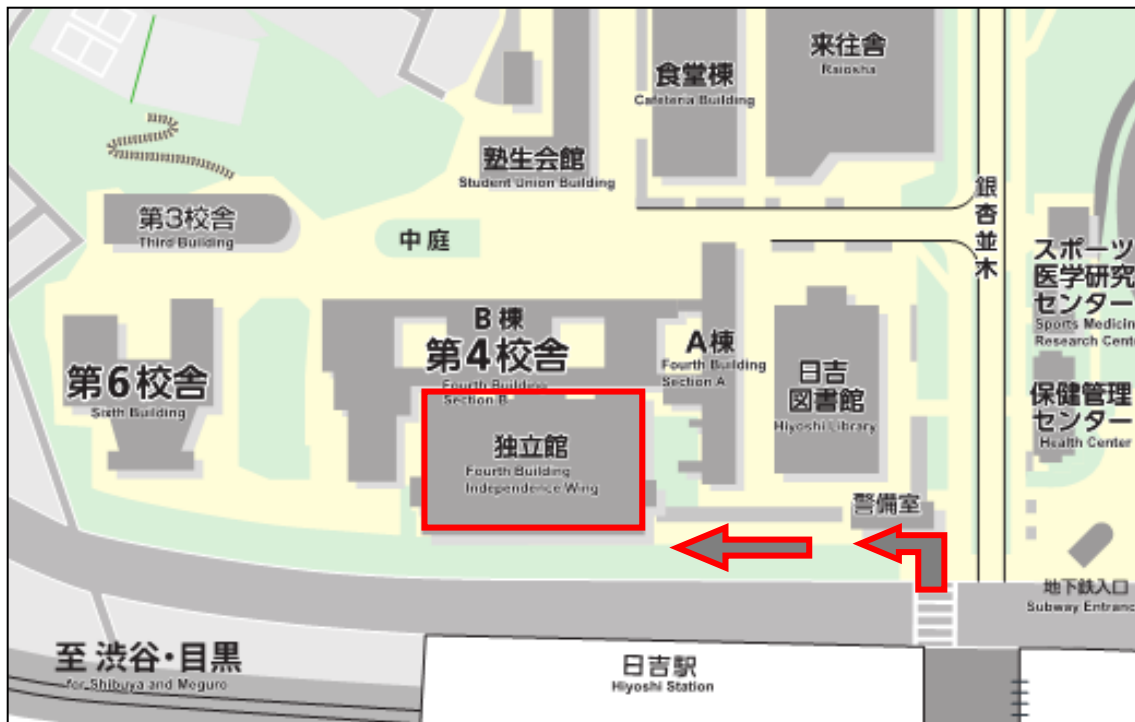 来往舎
Raiosha
食堂棟
Cafeteria Building
塾生会館
Student Union Building
銀杏並木
第3校舎
Third Building
中庭
スポーツ
医学研究
センター
Sports Medicin
Research Cente
B棟
第4校舎
Fourth Building
Section B
A棟
Fourth Building
Section A
日吉
図書館
Hiyoshi Library
第6校舎
Sixth Building
保健管理
センター
Health Center
独立館
Fourth Building
Independence Wing
警備室
地下鉄入口
Subway Entranc
至 渋谷・目黒
for Shibuya and Meguro
日吉駅
Hiyoshi Station